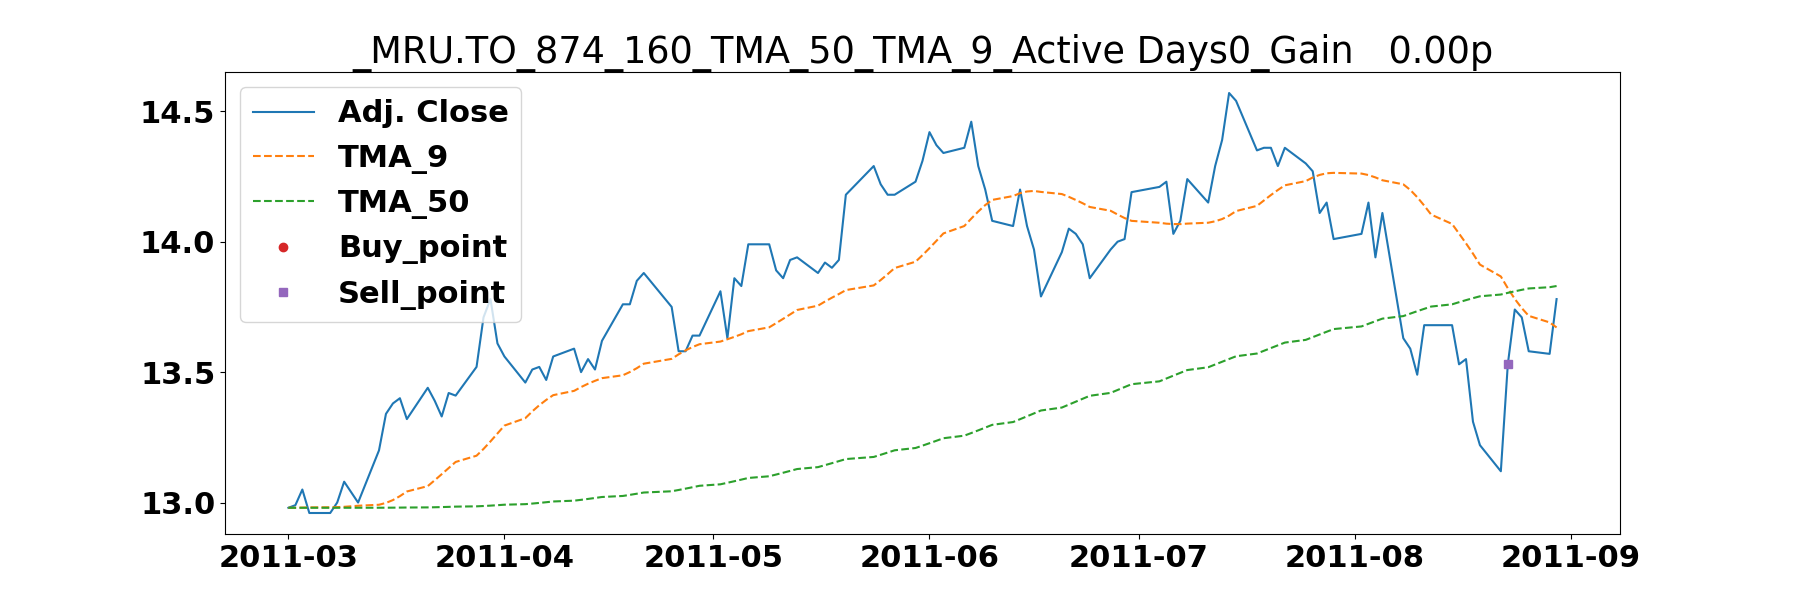 _MRU.TO_874_160_TMA_50_TMA_9_Active Days0_Gain   0.00p
Adj. Close
TMA_9
TMA_50
Buy_point
Sell_point
14.5
14.0
13.5
13.0
2011-03 2011-04 2011-05 2011-06 2011-07 2011-08 2011-09